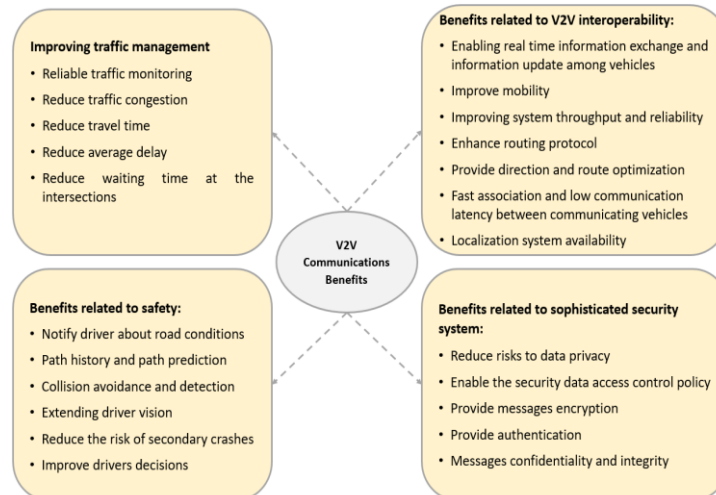 Improving traffic management
• Reliable traffic monitoring
• Reduce traffic congestion
• Reduce travel time
• Reduce average delay
• Reduce waiting time at the
intersections
Benefits related to V2V interoperability:
• Enabling real time information exchange and
information update among vehicles
• Improve mobility
• Improving system throughput and reliability
• Enhance routing protocol
• Provide direction and route optimization
• Fast association and low communication
latency between communicating vehicles
• Localization system availability
V2V
Communications
Benefits
Benefits related to safety:
• Notify driver about road conditions
• Path history and path prediction
• Collision avoidance and detection
• Extending driver vision
• Reduce the risk of secondary crashes
• Improve drivers decisions
Benefits related to sophisticated security
system:
• Reduce risks to data privacy
• Enable the security data access control policy
• Provide messages encryption
• Provide authentication
• Messages confidentiality and integrity